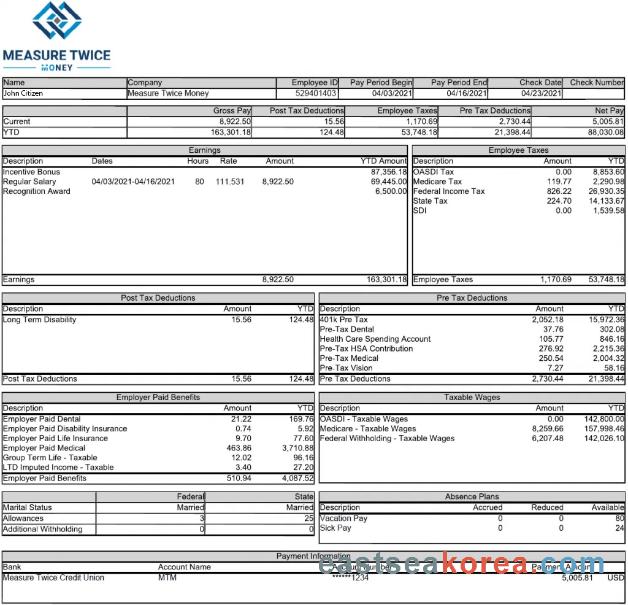 MEASURE TWICE
MONEY
Name Company Employee ID Pay Period Begin Pay Period End Check Date Check Number
John Citizen Measure Twice Money 529401403 04/03/2021 04/16/2021 04/23/2021
Gross Pay Post Tax Deductions Employee Taxes Pre Tax Deductions Net Pay
Current 8,922.50 15.56 1,170.69 2,730.44 5,005.81
YTD 163,301.18 124.48 53,748.18 21,398.44 88,030.08
Earnings Employee Taxes
Description Dates Hours Rate Amount YTD Amount Description Amount YTD
Incentive Bonus 87,356.18 OASDI Tax 0.00 8,853.60
Regular Salary 04/03/2021-04/16/2021 80 111.531 8,922.50 69,445.00 Medicare Tax 119.77 2,290.98
Recognition Award 6,500.00 Federal Income Tax 826.22 26,930.35
State Tax 224.70 14,133.67
SDI 0.00 1,539.58
Earnings 8,922.50 163,301.18 Employee Taxes 1,170.69 53,748.18
Post Tax Deductions Pre Tax Deductions
Description Amount YTD Description Amount YTD
Long Term Disability 15.56 124.48 401k Pre Tax 2,052.18 15,972.36
Pre-Tax Dental 37.76 302.08
Health Care Spending Account 105.77 846.16
Pre-Tax HSA Contribution 276.92 2,215.36
Pre-Tax Medical 250.54 2,004.32
Pre-Tax Vision 7.27 58.16
Post Tax Deductions 15.56 124.48 Pre Tax Deductions 2,730.44 21,398.44
Employer Paid Benefits Taxable Wages
Description Amount YTD Description Amount YTD
Employer Paid Dental 21.22 169.76 OASDI - Taxable Wages 0.00 142,800.00
Employer Paid Disability Insurance 0.74 5.92 Medicare - Taxable Wages 8,259.66 157,998.46
Employer Paid Life Insurance 9.70 77.60 Federal Withholding - Taxable Wages 6,207.48 142,026.10
Employer Paid Medical 463.86 3,710.88
Group Term Life - Taxable 12.02 96.16
LTD Imputed Income - Taxable 3.40 27.20
Employer Paid Benefits 510.94 4,087.52
Federal State Absence Plans
Marital Status Married Married Description Accrued Reduced Available
Allowances 3 25 Vacation Pay 0 0 80
Additional Withholding 0 0 Sick Pay 0 0 24
Payment Information
Bank Account Name Account Number Payment Amount
Measure Twice Credit Union MTM ******1234 5,005.81 USD
eastseakorea.com